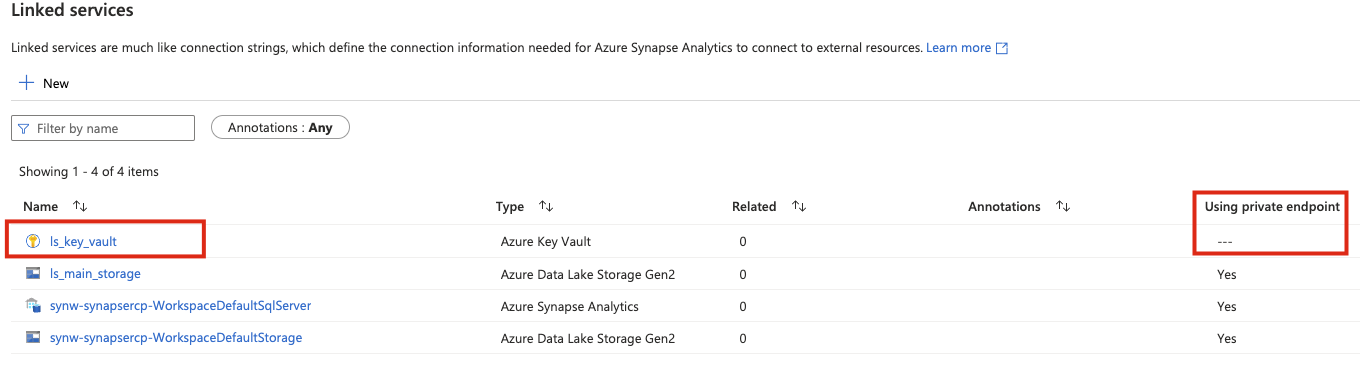 Linked services
Linked services are much like connection strings, which define the connection information needed for Azure Synapse Analytics to connect to external resources. Learn more
New
Filter by name Annotations : Any
Showing 1 - 4 of 4 items
Name Type Related Annotations Using private endpoint
ls_key_vault Azure Key Vault 0 ---
ls_main_storage Azure Data Lake Storage Gen2 0 Yes
synw-synapsercp-WorkspaceDefaultSqlServer Azure Synapse Analytics 0 Yes
synw-synapsercp-WorkspaceDefaultStorage Azure Data Lake Storage Gen2 0 Yes